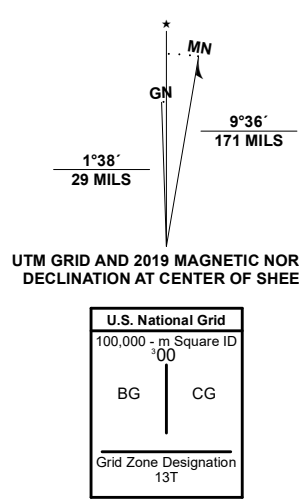 ★
MN
GN
9°36´
171 MILS
1°38´
29 MILS
UTM GRID AND 2019 MAGNETIC NOR
DECLINATION AT CENTER OF SHEE
U.S. National Grid
100,000 - m Square ID
³00
BG CG
Grid Zone Designation
13T